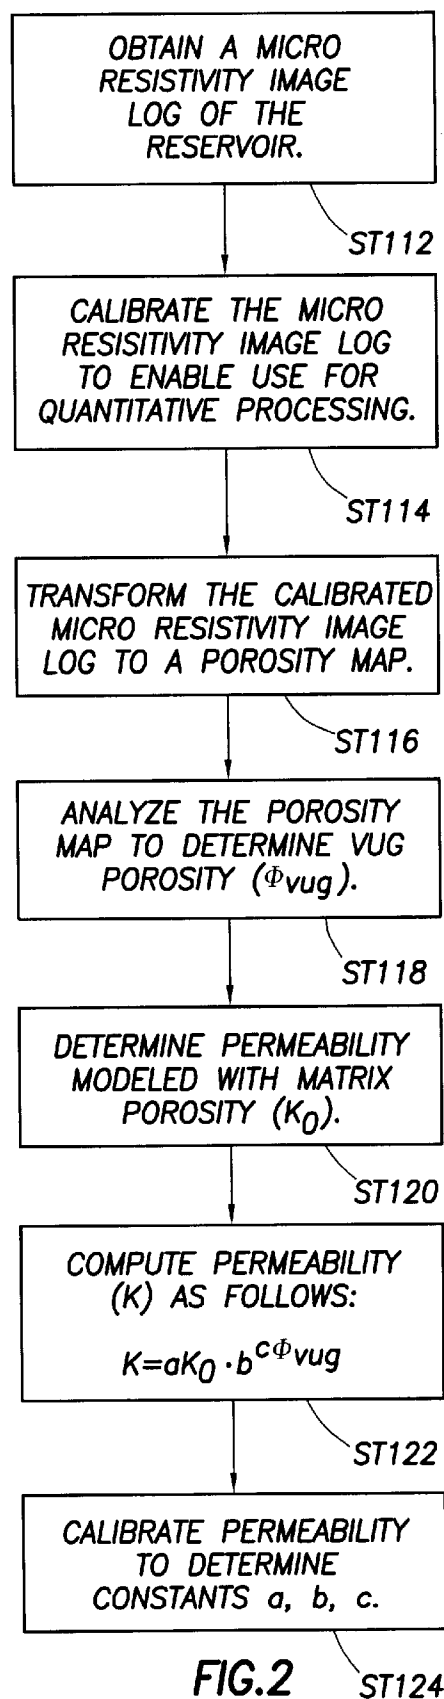 OBTAIN A MICRO
RESISTIVITY IMAGE
LOG OF THE
RESERVOIR.
ST112
CALIBRATE THE MICRO
RESISITIVITY IMAGE LOG
TO ENABLE USE FOR
QUANTITATIVE PROCESSING.
ST114
TRANSFORM THE CALIBRATED
MICRO RESISTIVITY IMAGE
LOG TO A POROSITY MAP.
ST116
ANALYZE THE POROSITY
MAP TO DETERMINE VUG
POROSITY (Φvug).
ST118
DETERMINE PERMEABILITY
MODELED WITH MATRIX
POROSITY (K0).
ST120
COMPUTE PERMEABILITY
(K) AS FOLLOWS:
K=aK0·b^cΦvug
ST122
CALIBRATE PERMEABILITY
TO DETERMINE
CONSTANTS a, b, c.
ST124
FIG.2